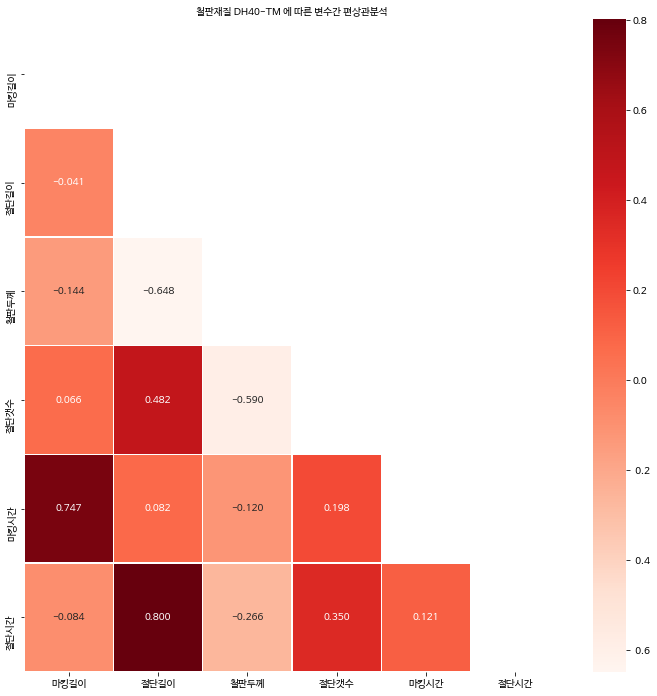 철판재질 DH40-TM 에 따른 변수간 편상관분석
마킹길이
절단길이 -0.041
철판두께 -0.144 -0.648
절단갯수 0.066 0.482 -0.590
마킹시간 0.747 0.082 -0.120 0.198
절단시간 -0.084 0.800 -0.266 0.350 0.121
마킹길이 절단길이 철판두께 절단갯수 마킹시간 절단시간
0.8
0.6
0.4
0.2
0.0
0.2
0.4
0.6